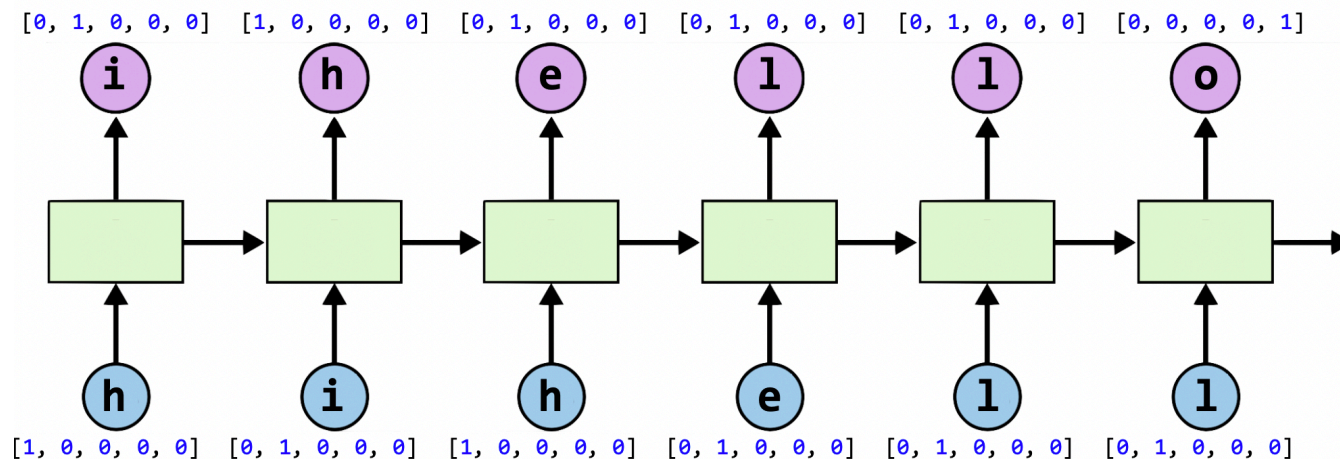 [0, 1, 0, 0, 0] [1, 0, 0, 0, 0] [0, 1, 0, 0, 0] [0, 1, 0, 0, 0] [0, 1, 0, 0, 0] [0, 0, 0, 0, 1]
i h e l l o
h i h e l l
[1, 0, 0, 0, 0] [0, 1, 0, 0, 0] [1, 0, 0, 0, 0] [0, 1, 0, 0, 0] [0, 1, 0, 0, 0] [0, 1, 0, 0, 0]